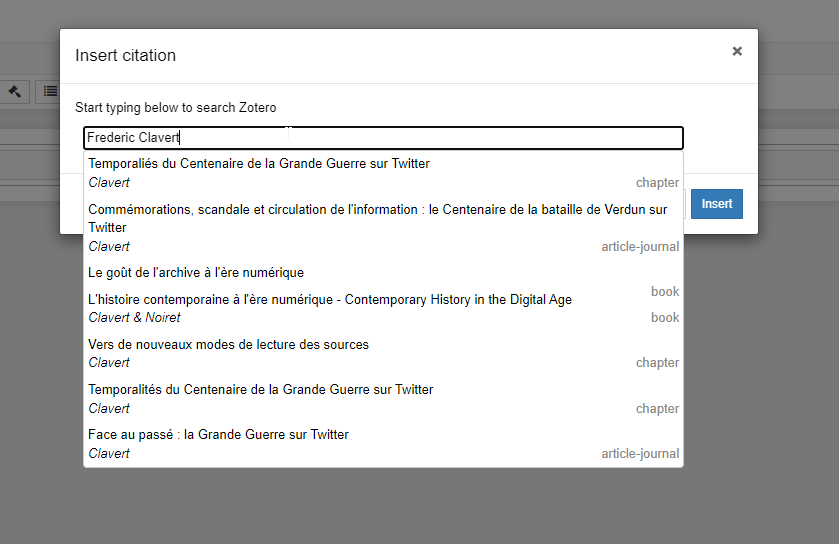 Insert citation
×
Start typing below to search Zotero
Frederic Clavert
Temporaliés du Centenaire de la Grande Guerre sur Twitter
Clavert chapter
Commémorations, scandale et circulation de l'information : le Centenaire de la bataille de Verdun sur
Twitter
Clavert article-journal
Insert
Le goût de l'archive à l'ère numérique
book
L'histoire contemporaine à l'ère numérique - Contemporary History in the Digital Age
Clavert & Noiret book
Vers de nouveaux modes de lecture des sources
Clavert chapter
Temporalités du Centenaire de la Grande Guerre sur Twitter
Clavert chapter
Face au passé : la Grande Guerre sur Twitter
Clavert article-journal